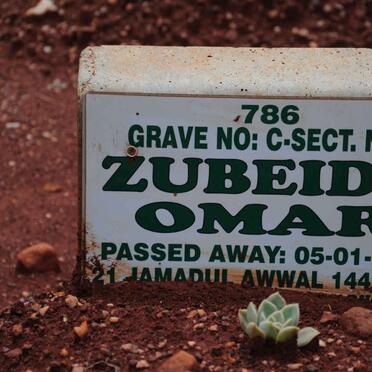 786
GRAVE NO: C-SECT.
ZUBEID
OMAR
PASSED AWAY: 05-01-
21 JAMADUL AWWAL 144